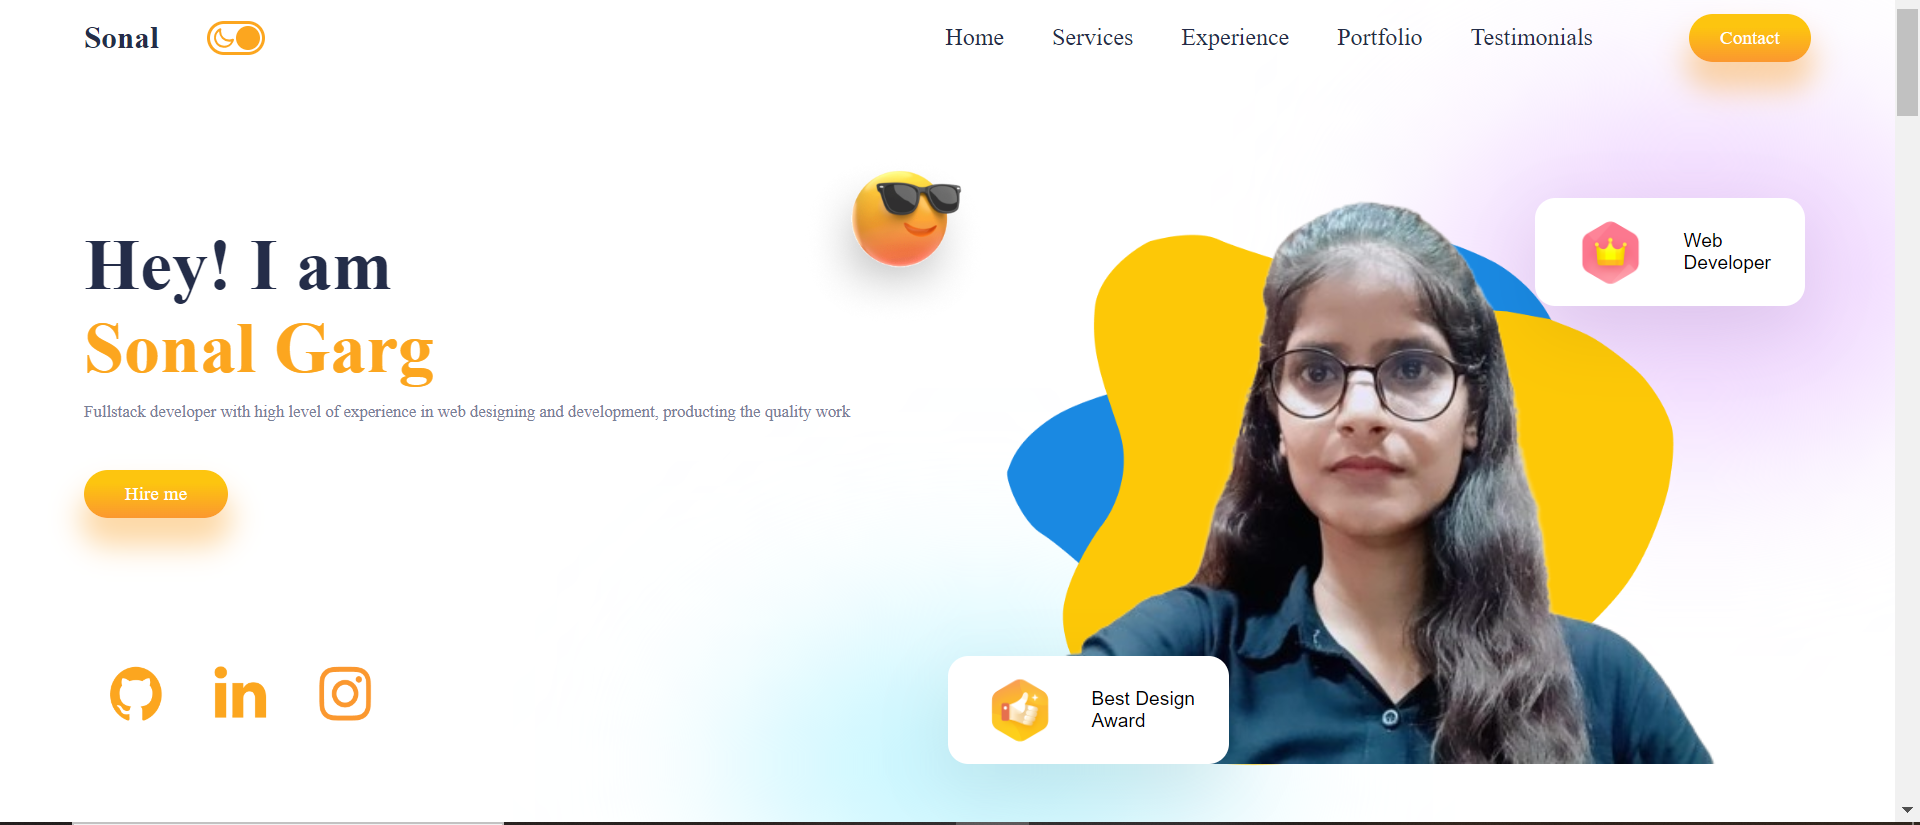 Sonal
Home Services Experience Portfolio Testimonials Contact
Hey! I am
Sonal Garg
Fullstack developer with high level of experience in web designing and development, producting the quality work
Hire me
Web
Developer
Best Design
Award